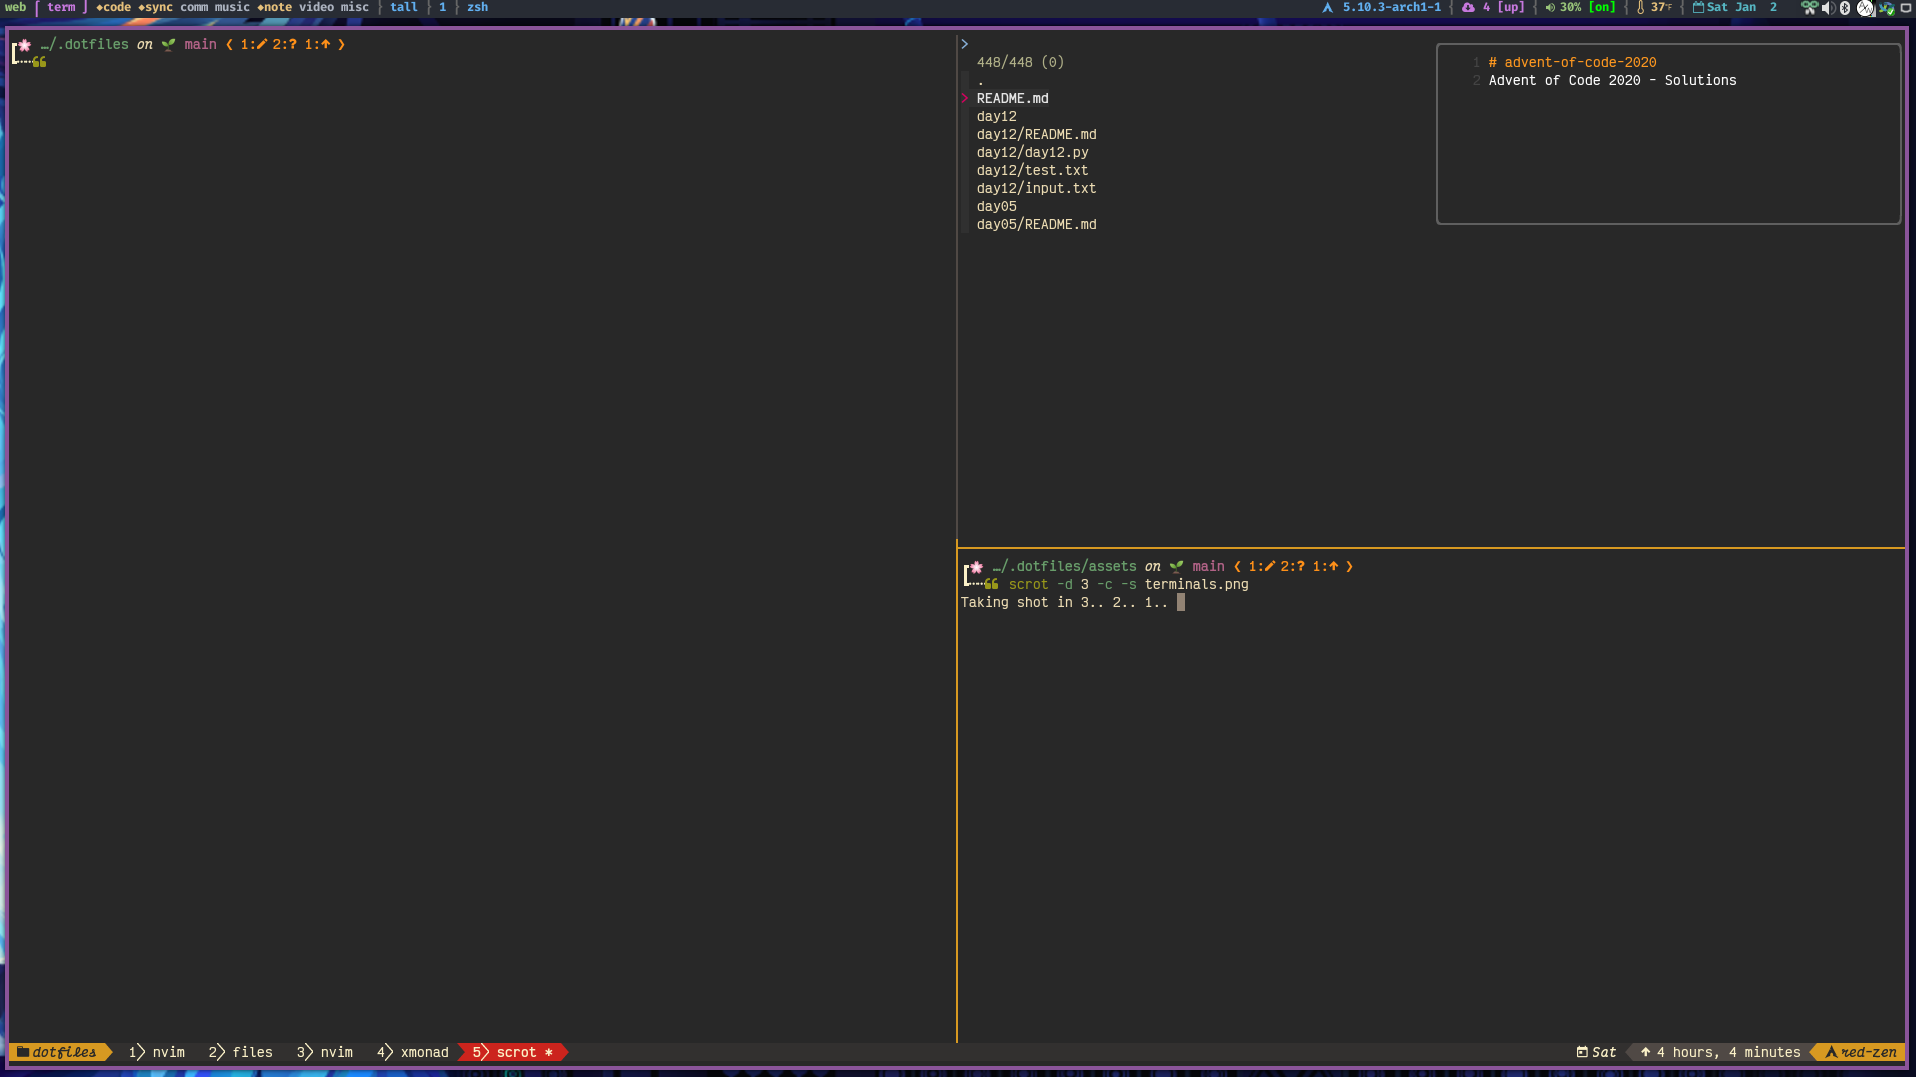 web [ term ] ◆code ◆sync comm music ◆note video misc { tall } 1 } zsh
5.10.3-arch1-1 { 4 [up] { 30% [on] { 37°F { Sat Jan 2
…/.dotfiles on main ❮ 1: 2:? 1:↑ ❯
>
448/448 (0)
.
> README.md
day12
day12/README.md
day12/day12.py
day12/test.txt
day12/input.txt
day05
day05/README.md
1 # advent-of-code-2020
2 Advent of Code 2020 - Solutions
…/.dotfiles/assets on main ❮ 1: 2:? 1:↑ ❯
scrot -d 3 -c -s terminals.png
Taking shot in 3.. 2.. 1..
dotfiles 1 nvim 2 files 3 nvim 4 xmonad 5 scrot *
Sat ↑ 4 hours, 4 minutes red-zen